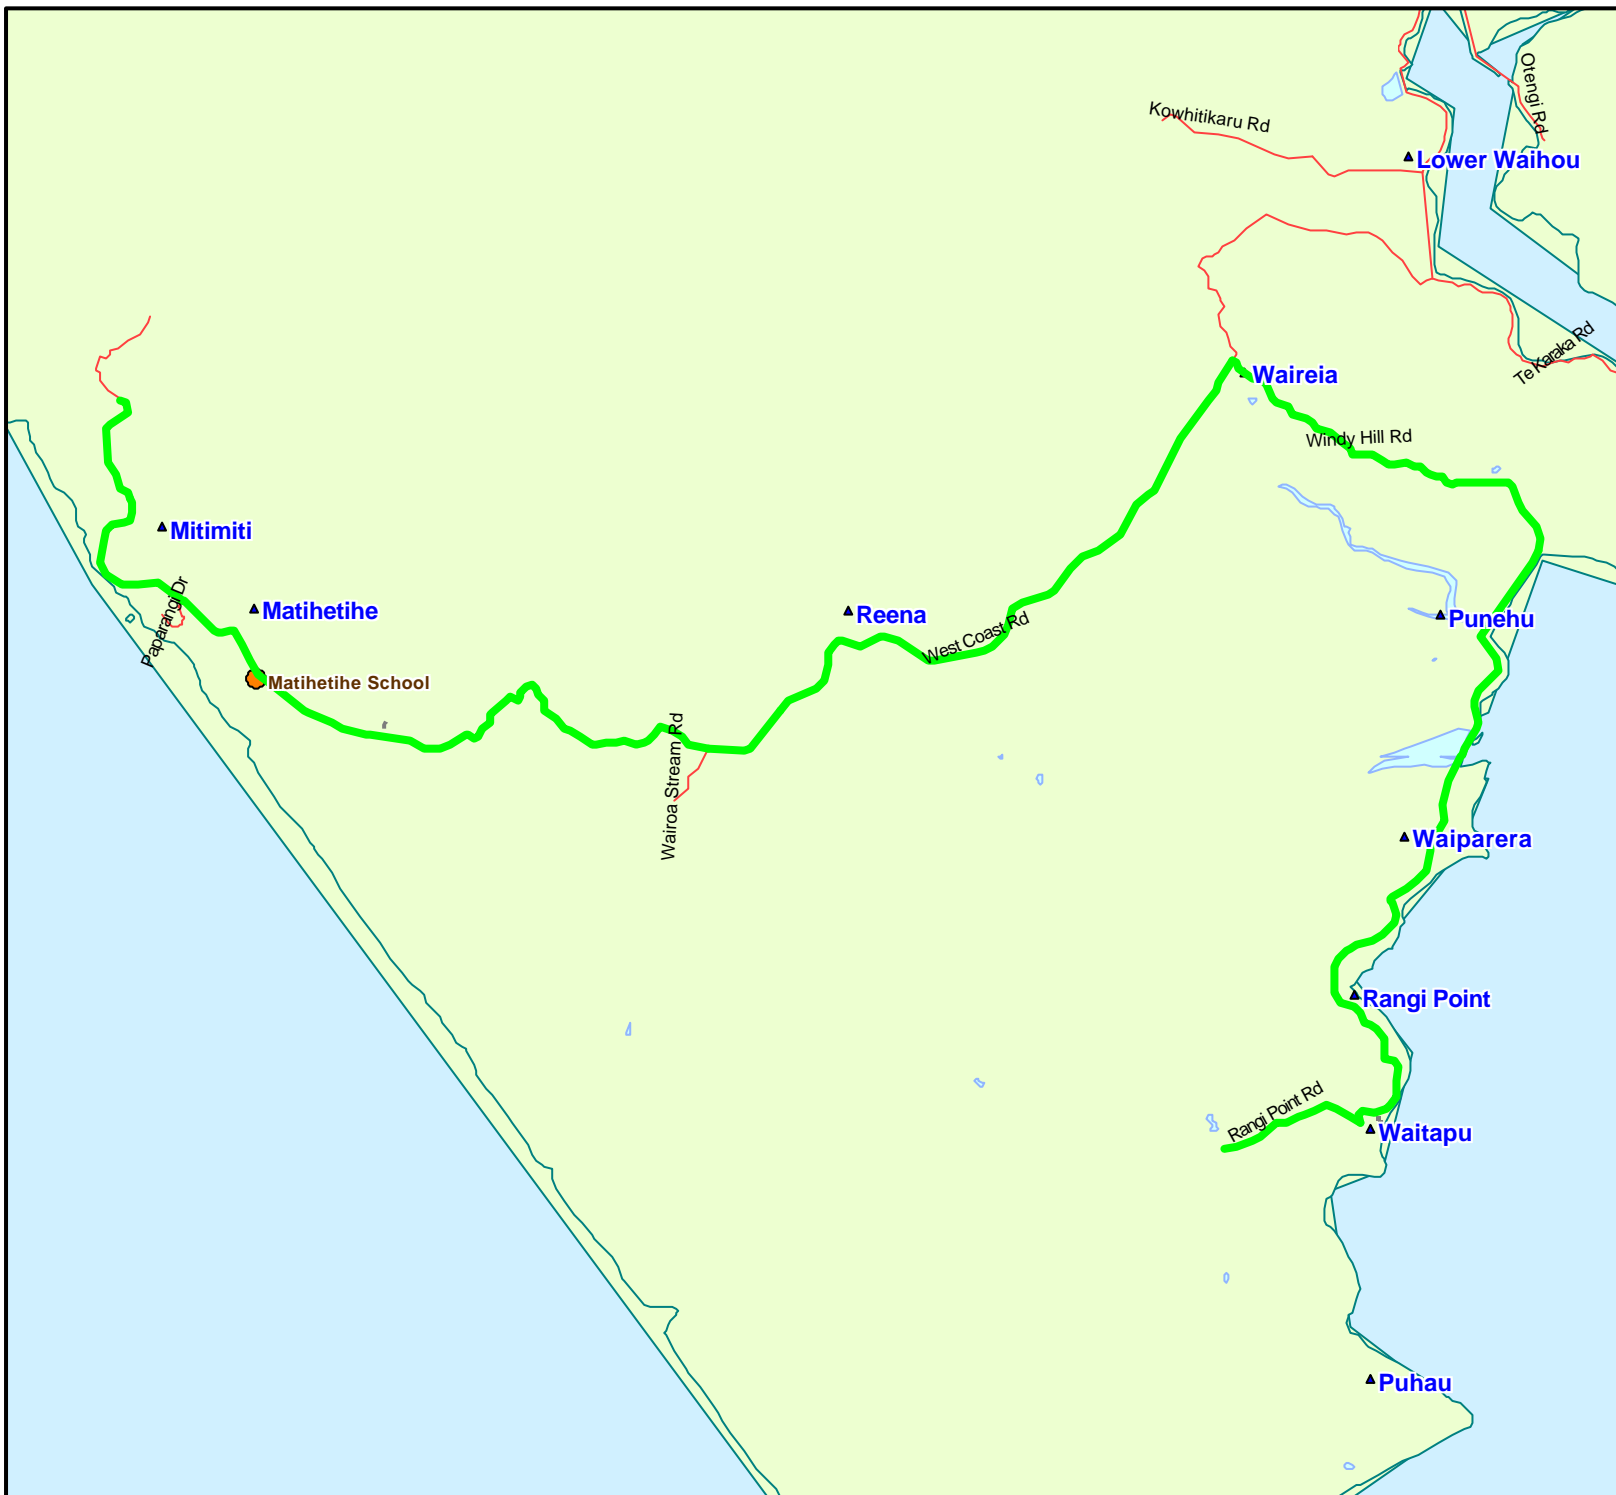 Otengi Rd
Kowhitikaru Rd
Lower Waihou
Te Karaka Rd
Waireia
Windy Hill Rd
Mitimiti
Paparangi Dr
Matihetihe
Reena
Punehu
West Coast Rd
Matihetihe School
Wairoa Stream Rd
Waiparera
Rangi Point
Rangi Point Rd
Waitapu
Puhau